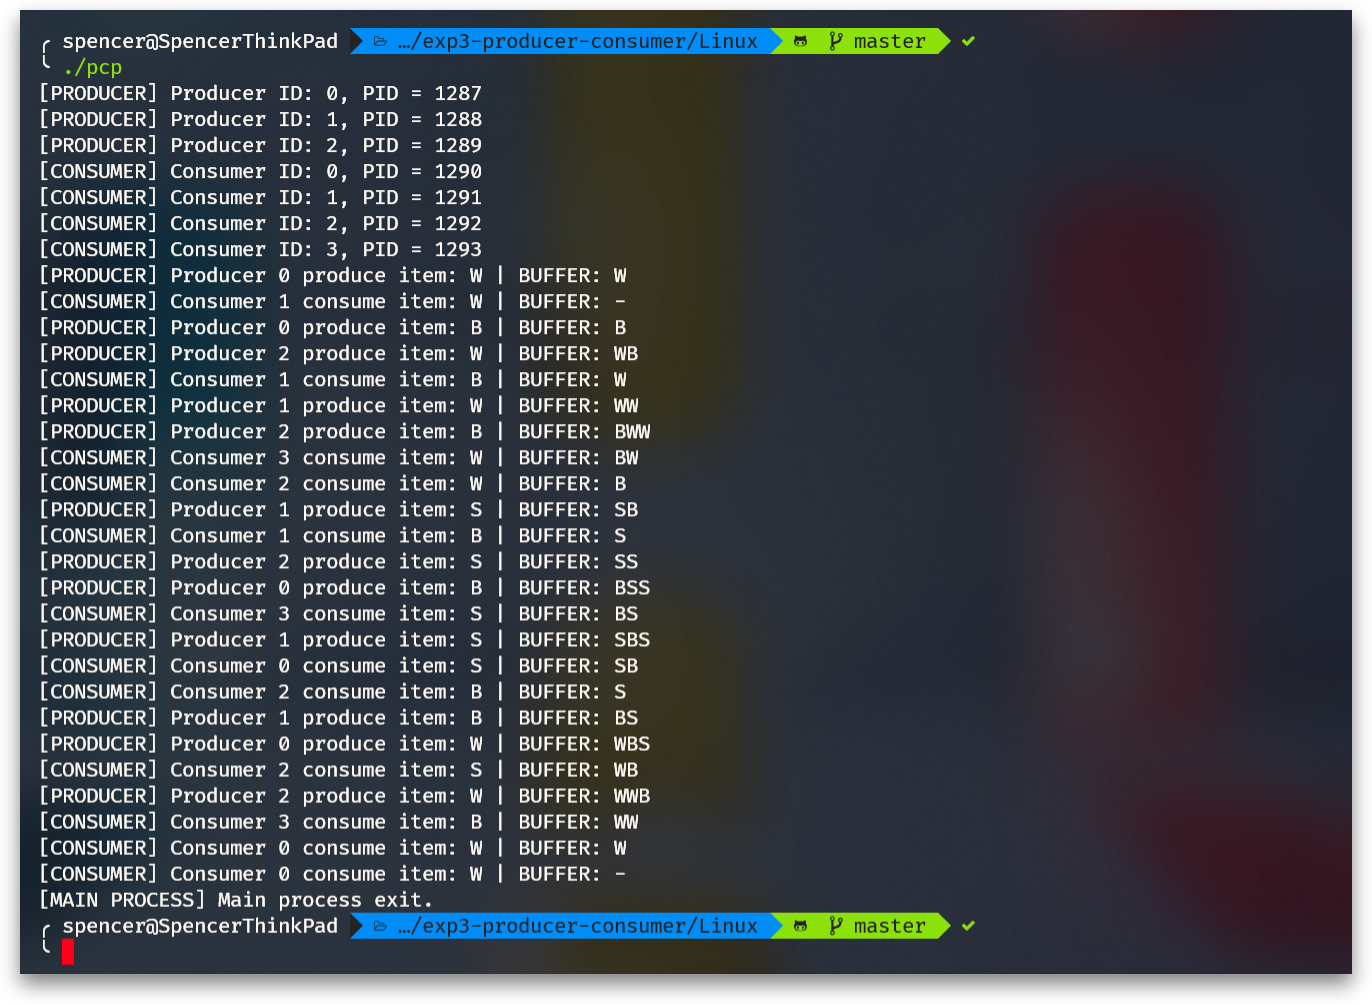 spencer@SpencerThinkPad …/exp3-producer-consumer/Linux master ✔
./pcp
[PRODUCER] Producer ID: 0, PID = 1287
[PRODUCER] Producer ID: 1, PID = 1288
[PRODUCER] Producer ID: 2, PID = 1289
[CONSUMER] Consumer ID: 0, PID = 1290
[CONSUMER] Consumer ID: 1, PID = 1291
[CONSUMER] Consumer ID: 2, PID = 1292
[CONSUMER] Consumer ID: 3, PID = 1293
[PRODUCER] Producer 0 produce item: W | BUFFER: W
[CONSUMER] Consumer 1 consume item: W | BUFFER: -
[PRODUCER] Producer 0 produce item: B | BUFFER: B
[PRODUCER] Producer 2 produce item: W | BUFFER: WB
[CONSUMER] Consumer 1 consume item: B | BUFFER: W
[PRODUCER] Producer 1 produce item: W | BUFFER: WW
[PRODUCER] Producer 2 produce item: B | BUFFER: BWW
[CONSUMER] Consumer 3 consume item: W | BUFFER: BW
[CONSUMER] Consumer 2 consume item: W | BUFFER: B
[PRODUCER] Producer 1 produce item: S | BUFFER: SB
[CONSUMER] Consumer 1 consume item: B | BUFFER: S
[PRODUCER] Producer 2 produce item: S | BUFFER: SS
[PRODUCER] Producer 0 produce item: B | BUFFER: BSS
[CONSUMER] Consumer 3 consume item: S | BUFFER: BS
[PRODUCER] Producer 1 produce item: S | BUFFER: SBS
[CONSUMER] Consumer 0 consume item: S | BUFFER: SB
[CONSUMER] Consumer 2 consume item: B | BUFFER: S
[PRODUCER] Producer 1 produce item: B | BUFFER: BS
[PRODUCER] Producer 0 produce item: W | BUFFER: WBS
[CONSUMER] Consumer 2 consume item: S | BUFFER: WB
[PRODUCER] Producer 2 produce item: W | BUFFER: WWB
[CONSUMER] Consumer 3 consume item: B | BUFFER: WW
[CONSUMER] Consumer 0 consume item: W | BUFFER: W
[CONSUMER] Consumer 0 consume item: W | BUFFER: -
[MAIN PROCESS] Main process exit.
spencer@SpencerThinkPad …/exp3-producer-consumer/Linux master ✔